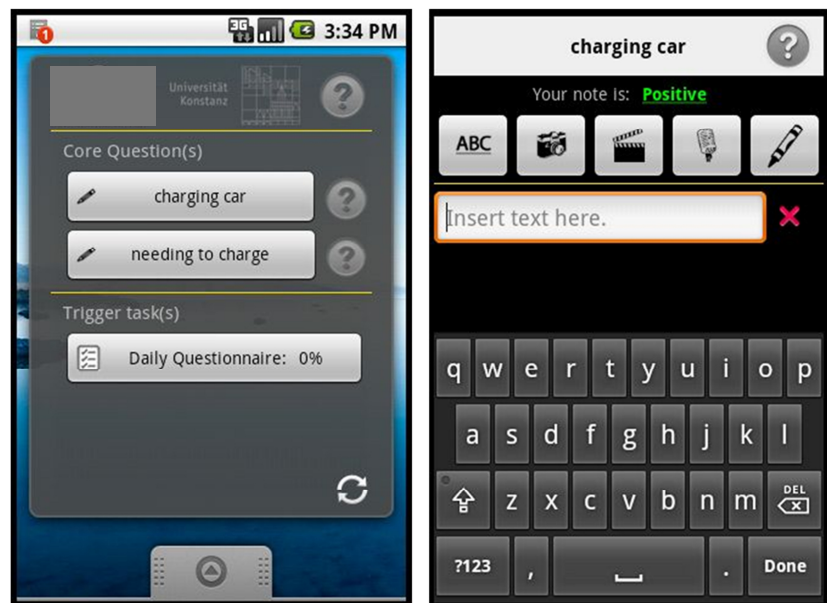 1
3G
3:34 PM
Universität
Konstanz
?
Core Question(s)
charging car
?
needing to charge
?
Trigger task(s)
Daily Questionnaire: 0%
charging car
?
Your note is: Positive
ABC
Insert text here.
q w e r t y u i o p
a s d f g h j k l
z x c v b n m DEL
?123 , . Done